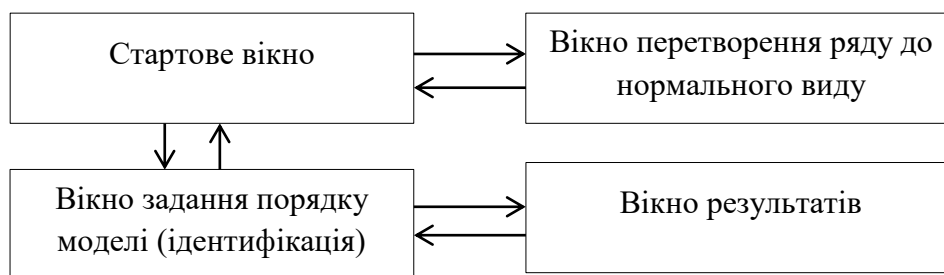 Стартове вікно
Вікно перетворення ряду до
нормального виду
Вікно задання порядку
моделі (ідентифікація)
Вікно результатів